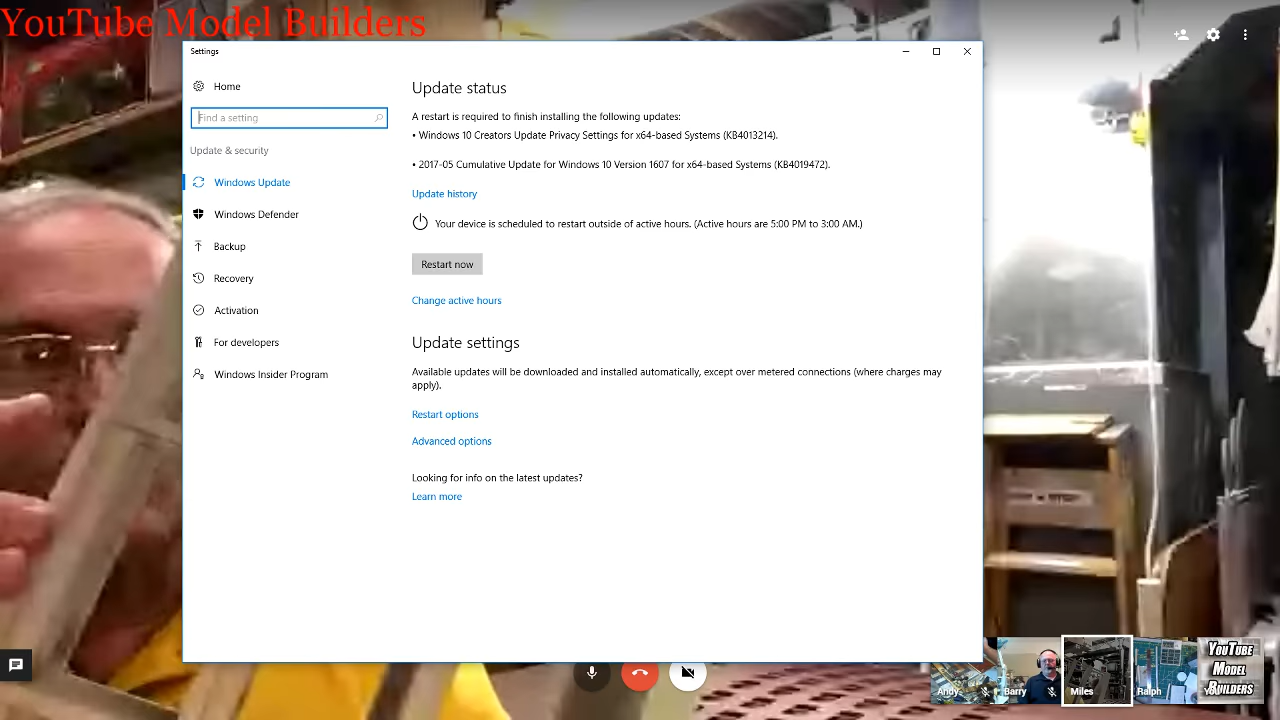 YouTube Model Builders
Settings
Home
Find a setting
Update & security
Windows Update
Windows Defender
Backup
Recovery
Activation
For developers
Windows Insider Program
Update status
A restart is required to finish installing the following updates:
• Windows 10 Creators Update Privacy Settings for x64-based Systems (KB4013214).
• 2017-05 Cumulative Update for Windows 10 Version 1607 for x64-based Systems (KB4019472).
Update history
Your device is scheduled to restart outside of active hours. (Active hours are 5:00 PM to 3:00 AM.)
Restart now
Change active hours
Update settings
Available updates will be downloaded and installed automatically, except over metered connections (where charges may
apply).
Restart options
Advanced options
Looking for info on the latest updates?
Learn more
Andy
Barry
Miles
Ralph
YouTube
Model
Builders